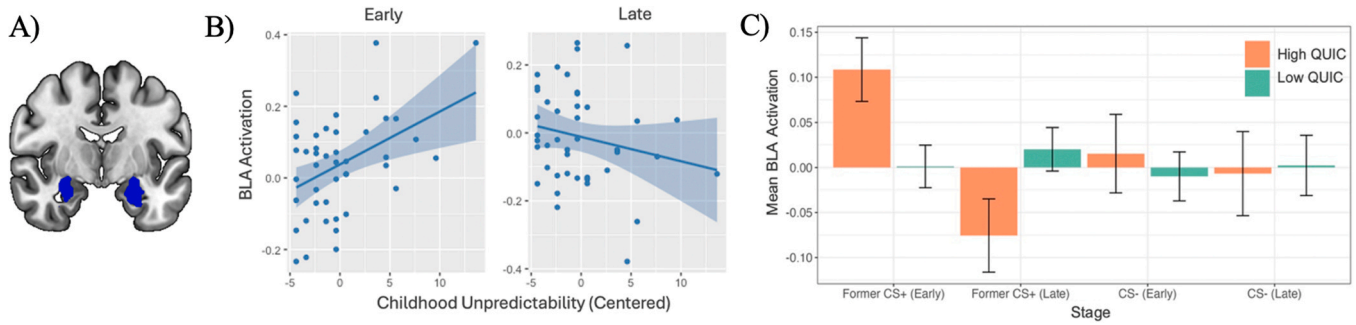 A)
B)
Early
Late
BLA Activation
0.4
0.2
0.0
-0.2
-5
0
5
10
0.2
0.0
-0.2
-0.4
-5
0
5
10
Childhood Unpredictability (Centered)
C)
Mean BLA Activation
0.15
0.10
0.05
0.00
-0.05
-0.10
High QUIC
Low QUIC
Former CS+ (Early)
Former CS+ (Late)
CS- (Early)
CS- (Late)
Stage